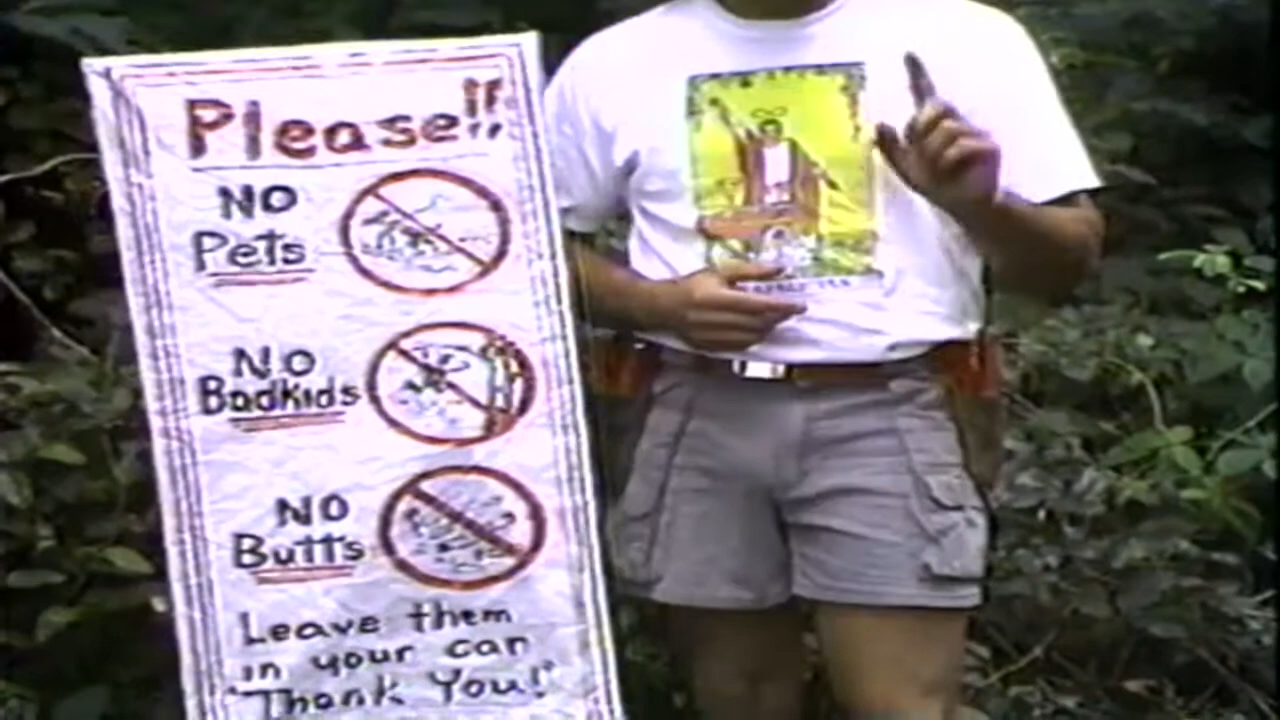 Please!!
NO
Pets
NO
Badkids
NO
Butts
Leave them
in your car
"Thank You!"